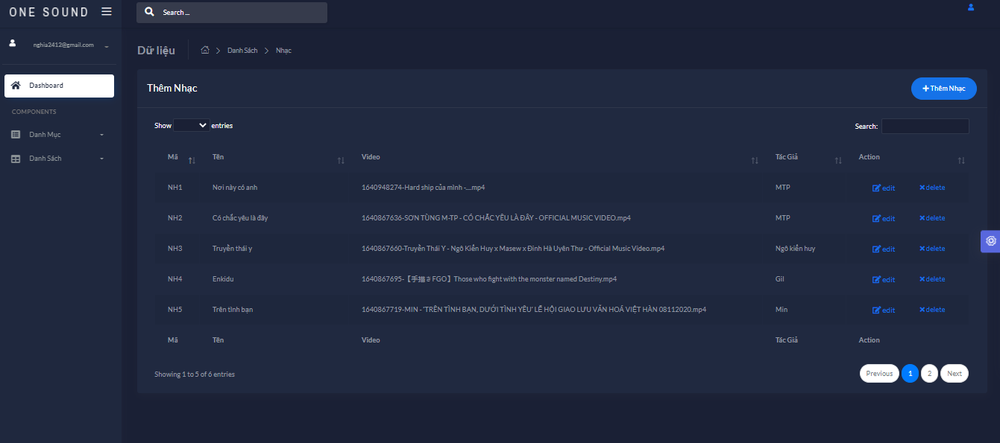 ONE SOUND
Search ...
nghia2412@gmail.com
Dữ liệu
Danh Sách
Nhạc
Dashboard
Thêm Nhạc
Thêm Nhạc
COMPONENTS
Show entries
Search:
Danh Mục
Danh Sách
Mã Tên Video Tác Giả Action
NH1 Nơi này có anh 1640948274-Hard ship của mình -....mp4 MTP edit delete
NH2 Có chắc yêu là đây 1640867636-SƠN TÙNG M-TP - CÓ CHẮC YÊU LÀ ĐÂY - OFFICIAL MUSIC VIDEO.mp4 MTP edit delete
NH3 Truyền thái y 1640867660-Truyền Thái Y - Ngô Kiến Huy x Masew x Đinh Hà Uyên Thư - Official Music Video.mp4 Ngô kiến huy edit delete
NH4 Enkidu 1640867695-【手描きFGO】Those who fight with the monster named Destiny.mp4 Gil edit delete
NH5 Trên tình bạn 1640867719-MIN - 'TRÊN TÌNH BẠN, DƯỚI TÌNH YÊU' LỄ HỘI GIAO LƯU VĂN HOÁ VIỆT HÀN 08112020.mp4 Min edit delete
Mã Tên Video Tác Giả Action
Showing 1 to 5 of 6 entries
Previous 1 2 Next